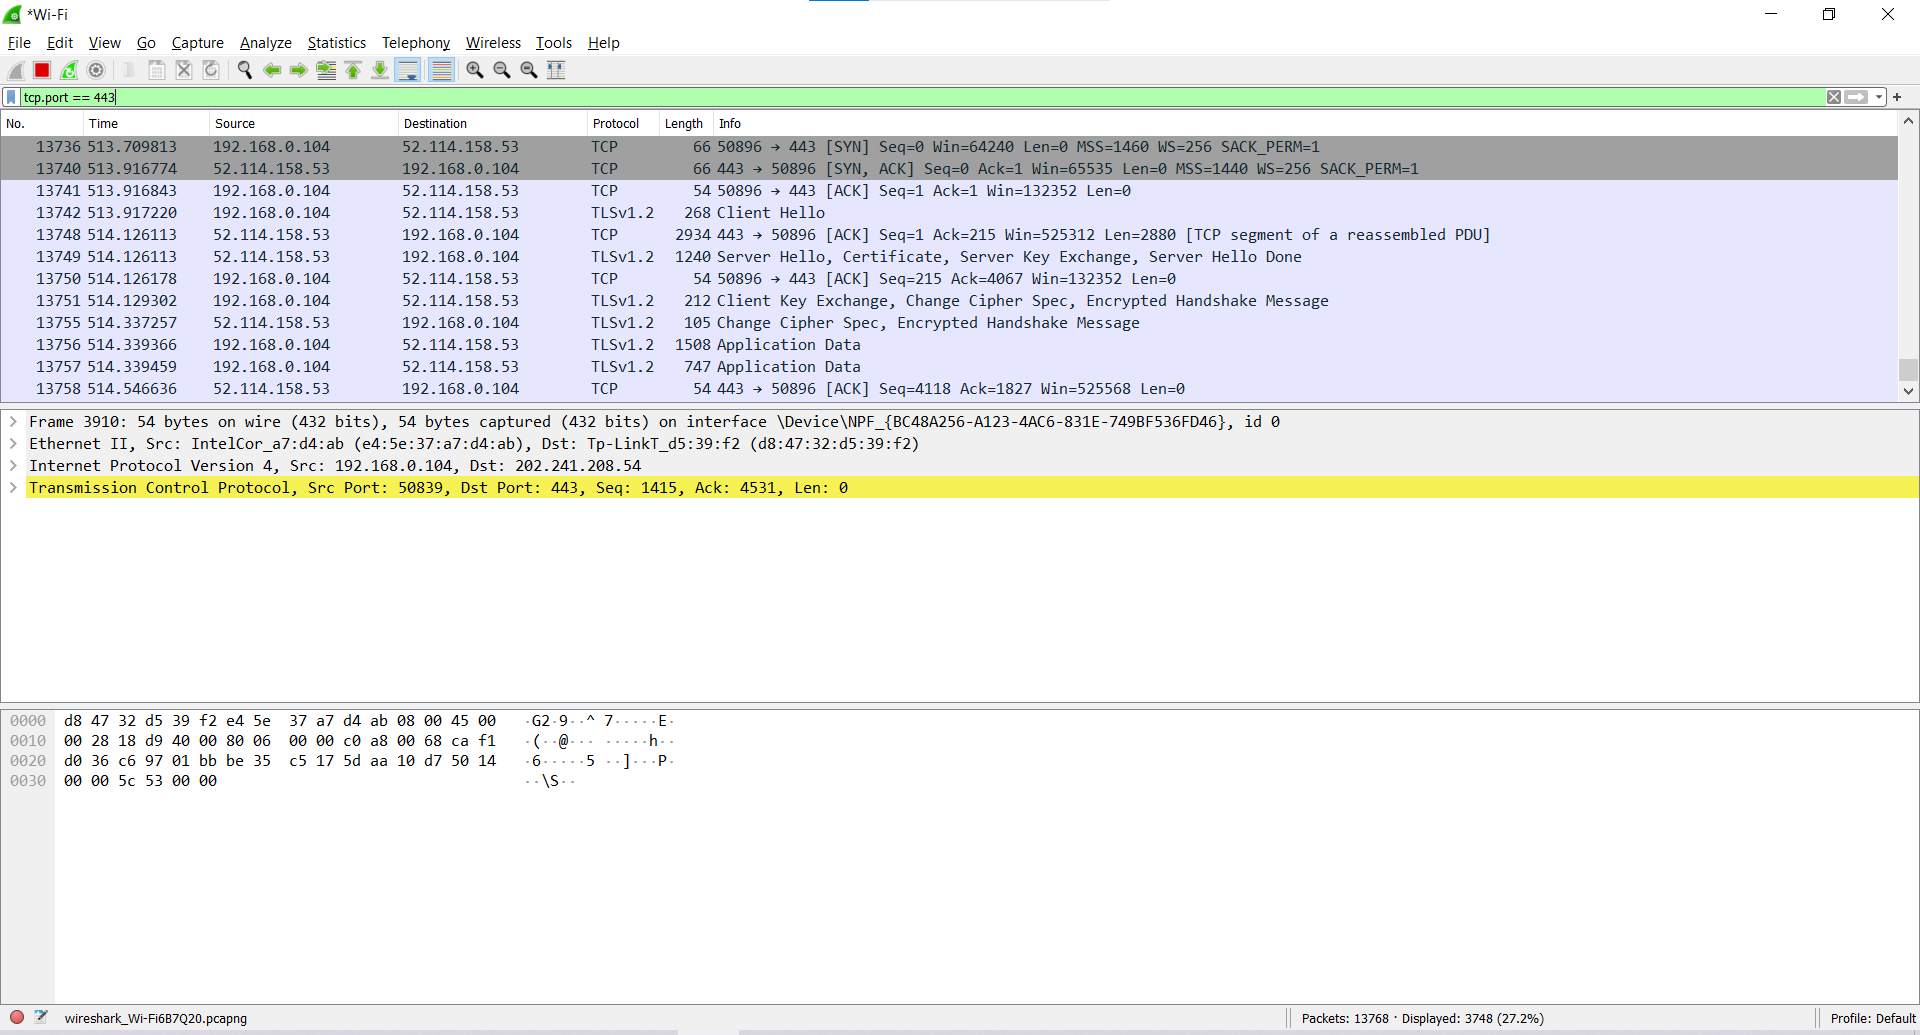 *Wi-Fi
File Edit View Go Capture Analyze Statistics Telephony Wireless Tools Help
tcp.port == 443
No. Time Source Destination Protocol Length Info
13736 513.709813 192.168.0.104 52.114.158.53 TCP 66 50896 → 443 [SYN] Seq=0 Win=64240 Len=0 MSS=1460 WS=256 SACK_PERM=1
13740 513.916774 52.114.158.53 192.168.0.104 TCP 66 443 → 50896 [SYN, ACK] Seq=0 Ack=1 Win=65535 Len=0 MSS=1440 WS=256 SACK_PERM=1
13741 513.916843 192.168.0.104 52.114.158.53 TCP 54 50896 → 443 [ACK] Seq=1 Ack=1 Win=132352 Len=0
13742 513.917220 192.168.0.104 52.114.158.53 TLSv1.2 268 Client Hello
13748 514.126113 52.114.158.53 192.168.0.104 TCP 2934 443 → 50896 [ACK] Seq=1 Ack=215 Win=525312 Len=2880 [TCP segment of a reassembled PDU]
13749 514.126113 52.114.158.53 192.168.0.104 TLSv1.2 1240 Server Hello, Certificate, Server Key Exchange, Server Hello Done
13750 514.126178 192.168.0.104 52.114.158.53 TCP 54 50896 → 443 [ACK] Seq=215 Ack=4067 Win=132352 Len=0
13751 514.129302 192.168.0.104 52.114.158.53 TLSv1.2 212 Client Key Exchange, Change Cipher Spec, Encrypted Handshake Message
13755 514.337257 52.114.158.53 192.168.0.104 TLSv1.2 105 Change Cipher Spec, Encrypted Handshake Message
13756 514.339366 192.168.0.104 52.114.158.53 TLSv1.2 1508 Application Data
13757 514.339459 192.168.0.104 52.114.158.53 TLSv1.2 747 Application Data
13758 514.546636 52.114.158.53 192.168.0.104 TCP 54 443 → 50896 [ACK] Seq=4118 Ack=1827 Win=525568 Len=0
Frame 3910: 54 bytes on wire (432 bits), 54 bytes captured (432 bits) on interface \Device\NPF_{BC48A256-A123-4AC6-831E-749BF536FD46}, id 0
Ethernet II, Src: IntelCor_a7:d4:ab (e4:5e:37:a7:d4:ab), Dst: Tp-LinkT_d5:39:f2 (d8:47:32:d5:39:f2)
Internet Protocol Version 4, Src: 192.168.0.104, Dst: 202.241.208.54
Transmission Control Protocol, Src Port: 50839, Dst Port: 443, Seq: 1415, Ack: 4531, Len: 0
0000 d8 47 32 d5 39 f2 e4 5e 37 a7 d4 ab 08 00 45 00 ·G2·9··^ 7·····E·
0010 00 28 18 d9 40 00 80 06 00 00 c0 a8 00 68 ca f1 ·(··@··· ·····h··
0020 d0 36 c6 97 01 bb be 35 c5 17 5d aa 10 d7 50 14 ·6·····5 ··]···P·
0030 00 00 5c 53 00 00 ··\S··
wireshark_Wi-Fi6B7Q20.pcapng Packets: 13768 · Displayed: 3748 (27.2%) Profile: Default